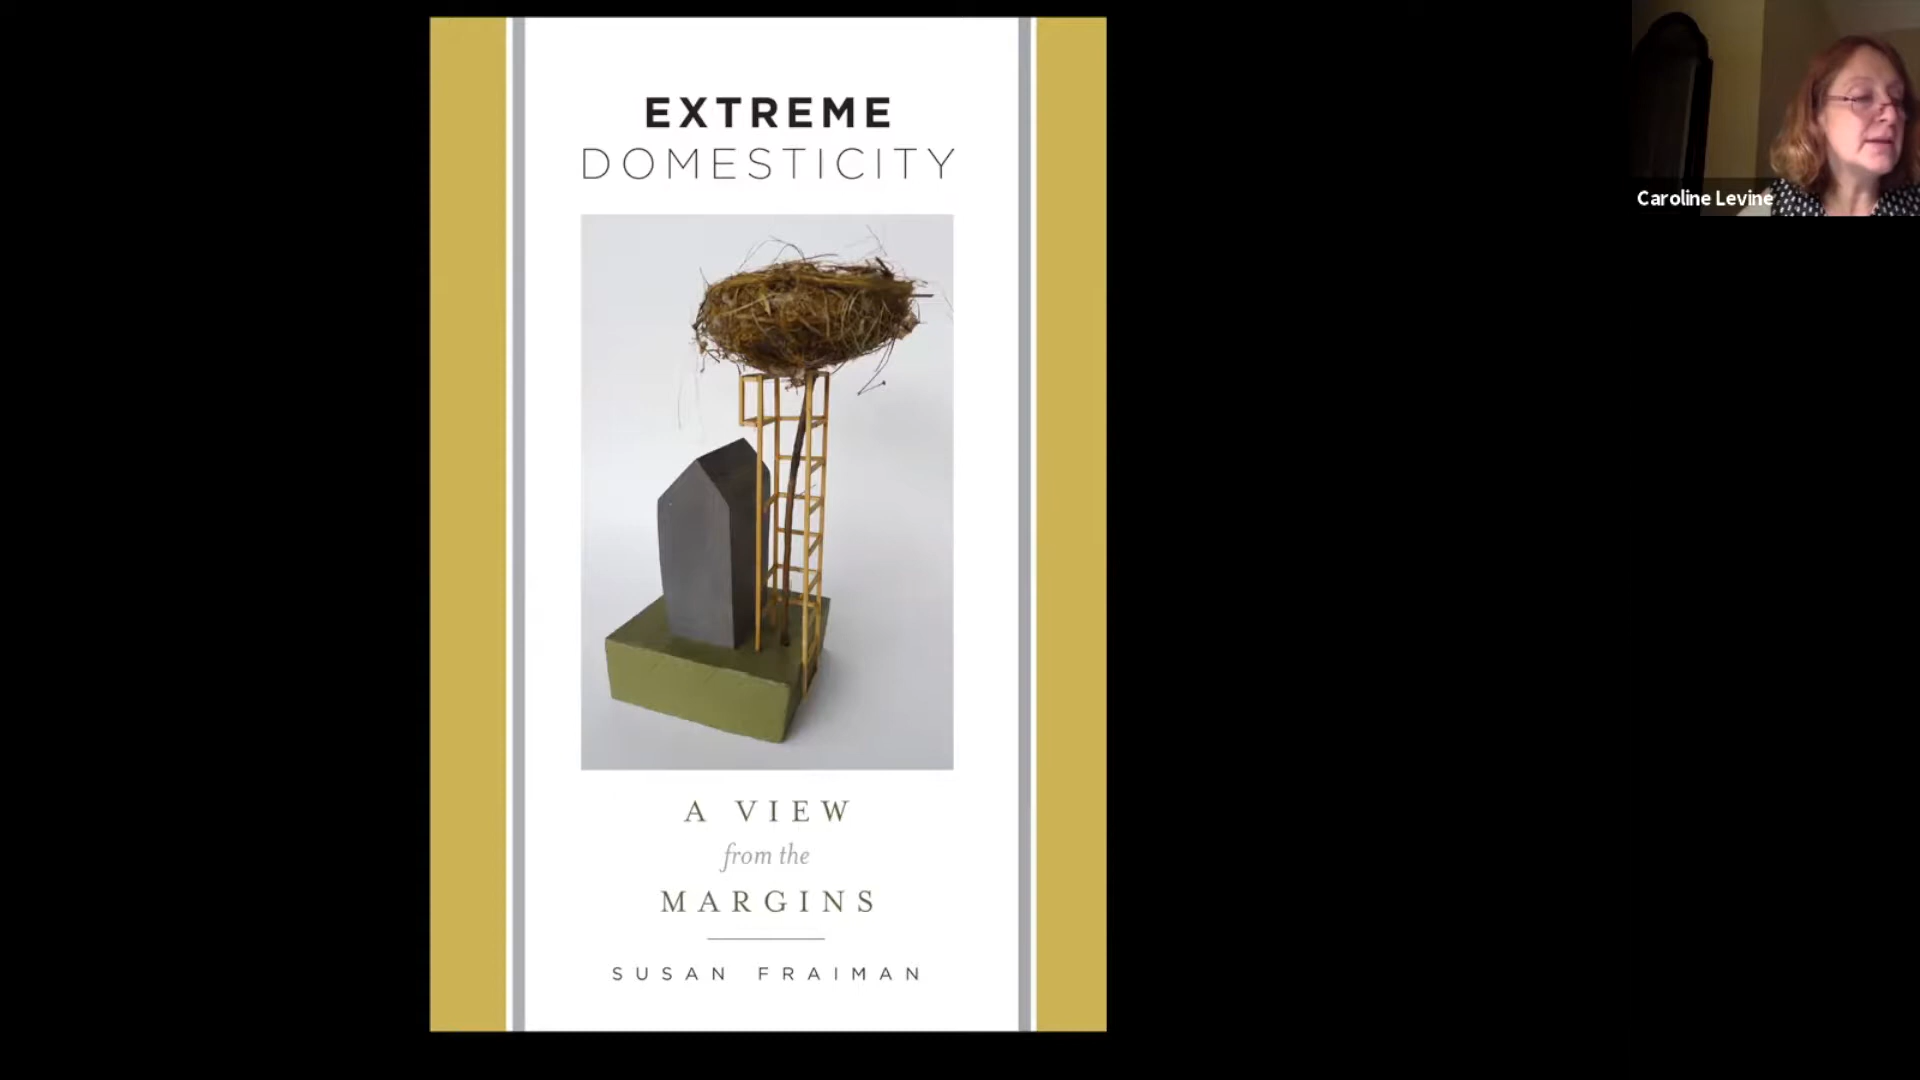 EXTREME
DOMESTICITY
A VIEW
from the
MARGINS
SUSAN FRAIMAN
Caroline Levine